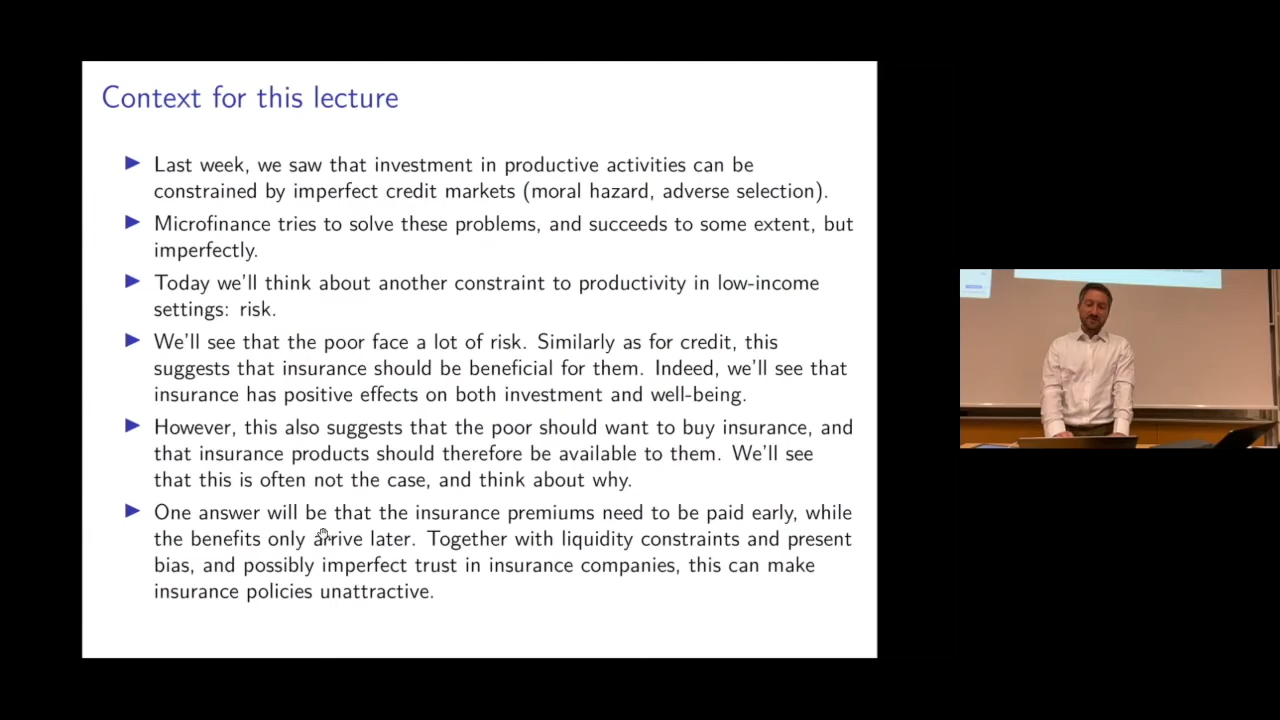 Context for this lecture
Last week, we saw that investment in productive activities can be
constrained by imperfect credit markets (moral hazard, adverse selection).
Microfinance tries to solve these problems, and succeeds to some extent, but
imperfectly.
Today we'll think about another constraint to productivity in low-income
settings: risk.
We'll see that the poor face a lot of risk. Similarly as for credit, this
suggests that insurance should be beneficial for them. Indeed, we'll see that
insurance has positive effects on both investment and well-being.
However, this also suggests that the poor should want to buy insurance, and
that insurance products should therefore be available to them. We'll see
that this is often not the case, and think about why.
One answer will be that the insurance premiums need to be paid early, while
the benefits only arrive later. Together with liquidity constraints and present
bias, and possibly imperfect trust in insurance companies, this can make
insurance policies unattractive.